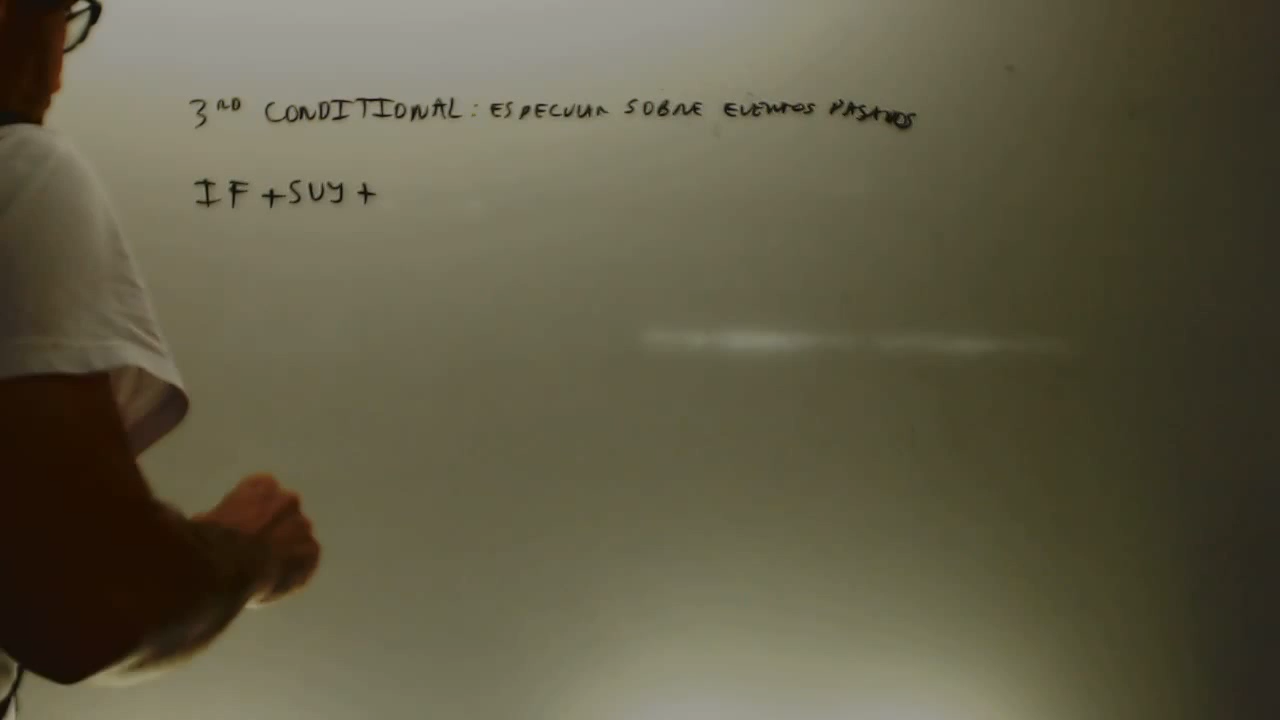 3RD CONDITIONAL: ESPECULAR SOBRE EVENTOS PASADOS
IF + SUJ +